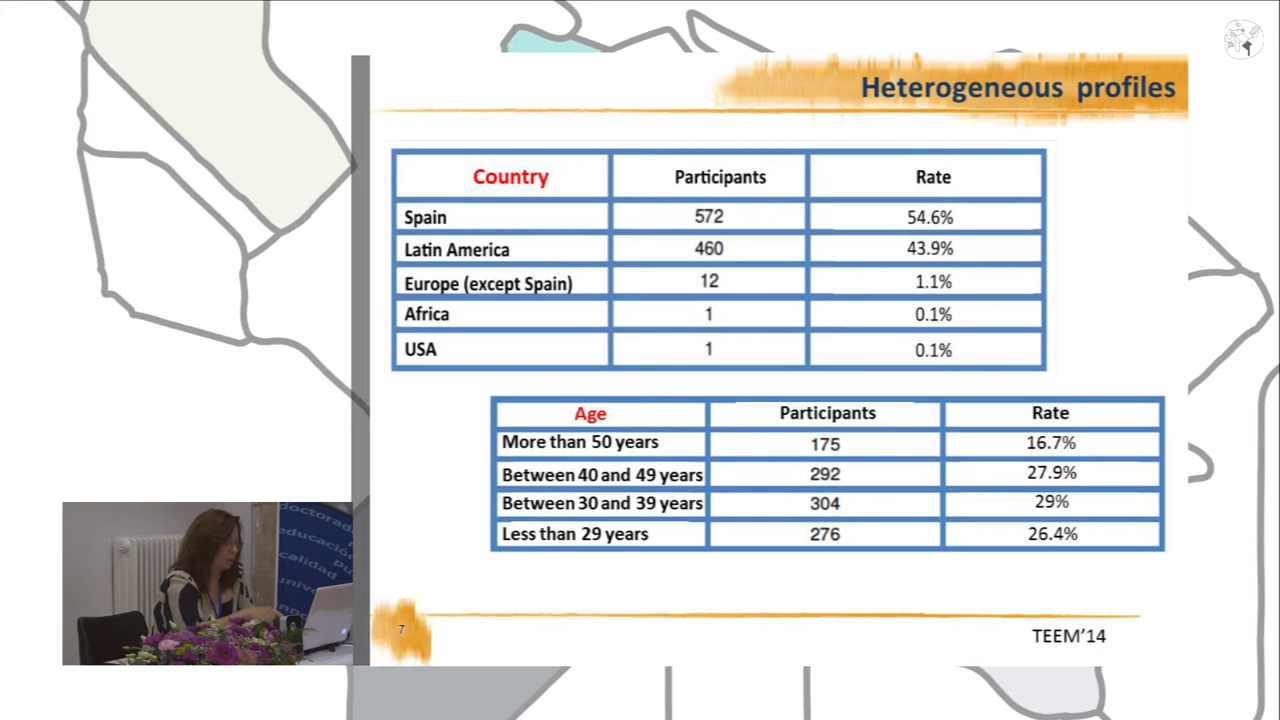 Heterogeneous profiles
Country Participants Rate
Spain 572 54.6%
Latin America 460 43.9%
Europe (except Spain) 12 1.1%
Africa 1 0.1%
USA 1 0.1%
Age Participants Rate
More than 50 years 175 16.7%
Between 40 and 49 years 292 27.9%
Between 30 and 39 years 304 29%
Less than 29 years 276 26.4%
doctorad
educación
calidad
7
TEEM'14